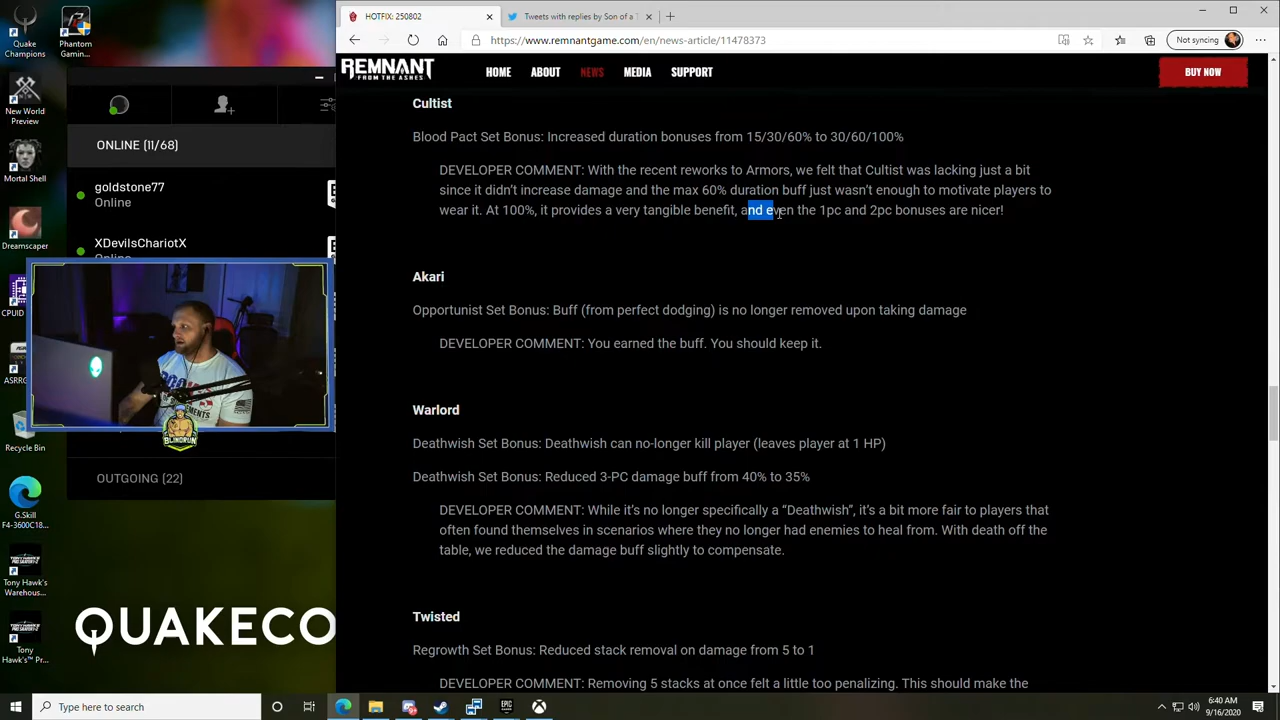 Quake Champions
Phantom Gamin...
New World Preview
Mortal Shell
Dreamscaper
CPUID
ASRRG
Recycle Bin
G.Skill
F4-3600C18...
Tony Hawk's Warehous...
Tony Hawk's™ Pr...
ONLINE (11/68)
goldstone77
Online
XDevilsChariotX
Online
BLINDRUN
OUTGOING (22)
QUAKECO
HOTFIX: 250802
Tweets with replies by Son of a T
https://www.remnantgame.com/en/news-article/11478373
Not syncing
REMNANT
FROM THE ASHES
HOME ABOUT NEWS MEDIA SUPPORT
BUY NOW
Cultist
Blood Pact Set Bonus: Increased duration bonuses from 15/30/60% to 30/60/100%
DEVELOPER COMMENT: With the recent reworks to Armors, we felt that Cultist was lacking just a bit
since it didn't increase damage and the max 60% duration buff just wasn't enough to motivate players to
wear it. At 100%, it provides a very tangible benefit, and even the 1pc and 2pc bonuses are nicer!
Akari
Opportunist Set Bonus: Buff (from perfect dodging) is no longer removed upon taking damage
DEVELOPER COMMENT: You earned the buff. You should keep it.
Warlord
Deathwish Set Bonus: Deathwish can no-longer kill player (leaves player at 1 HP)
Deathwish Set Bonus: Reduced 3-PC damage buff from 40% to 35%
DEVELOPER COMMENT: While it's no longer specifically a “Deathwish”, it's a bit more fair to players that
often found themselves in scenarios where they no longer had enemies to heal from. With death off the
table, we reduced the damage buff slightly to compensate.
Twisted
Regrowth Set Bonus: Reduced stack removal on damage from 5 to 1
DEVELOPER COMMENT: Removing 5 stacks at once felt a little too penalizing. This should make the
Type here to search
6:40 AM
9/16/2020